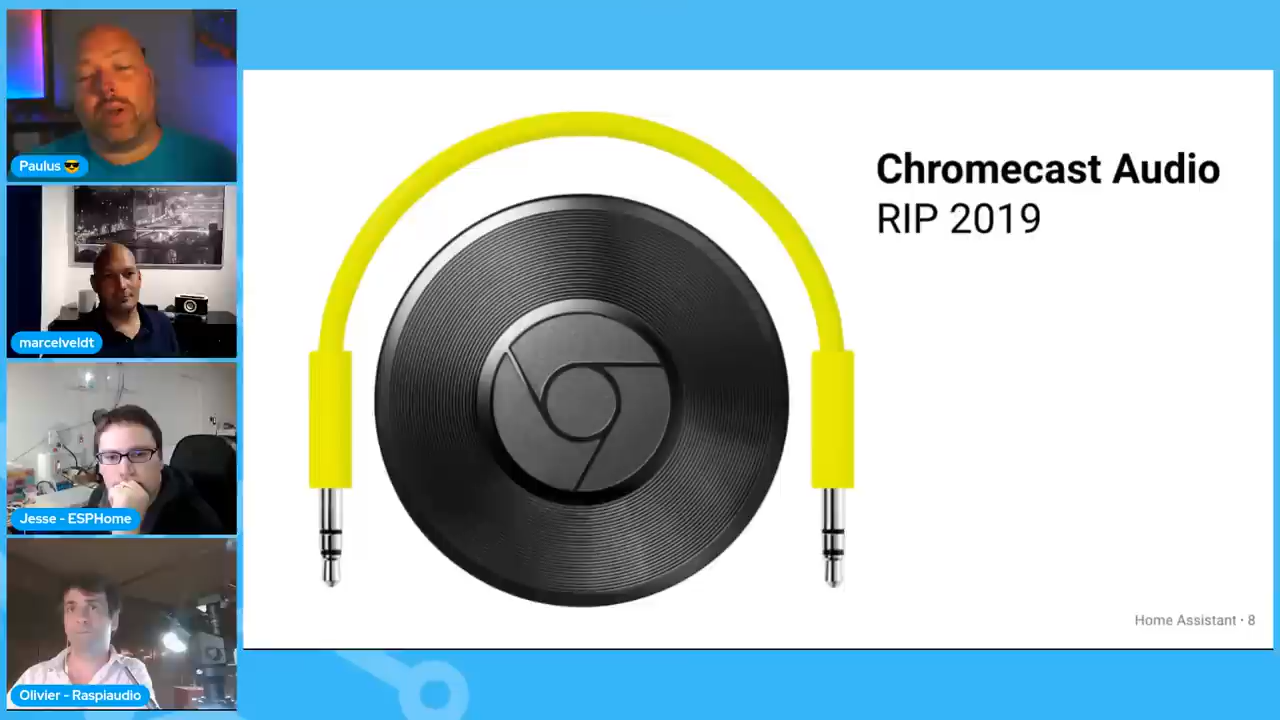 Paulus 😎
marcelveldt
Jesse - ESPHome
Olivier - Raspiaudio
Chromecast Audio
RIP 2019
Home Assistant · 8